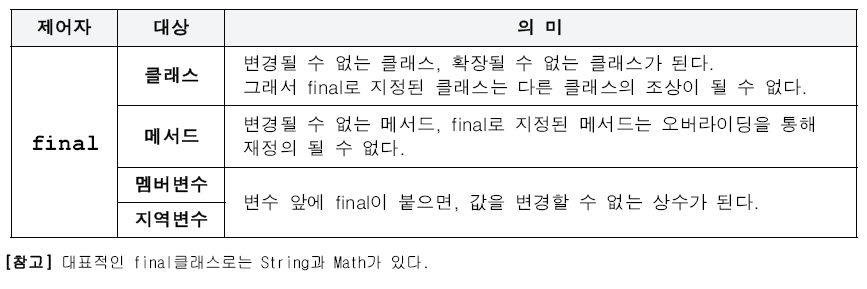 제어자 대상 의 미
final
클래스
변경될 수 없는 클래스, 확장될 수 없는 클래스가 된다.
그래서 final로 지정된 클래스는 다른 클래스의 조상이 될 수 없다.
메서드
변경될 수 없는 메서드, final로 지정된 메서드는 오버라이딩을 통해
재정의 될 수 없다.
멤버변수
지역변수
변수 앞에 final이 붙으면, 값을 변경할 수 없는 상수가 된다.
[참고] 대표적인 final클래스로는 String과 Math가 있다.